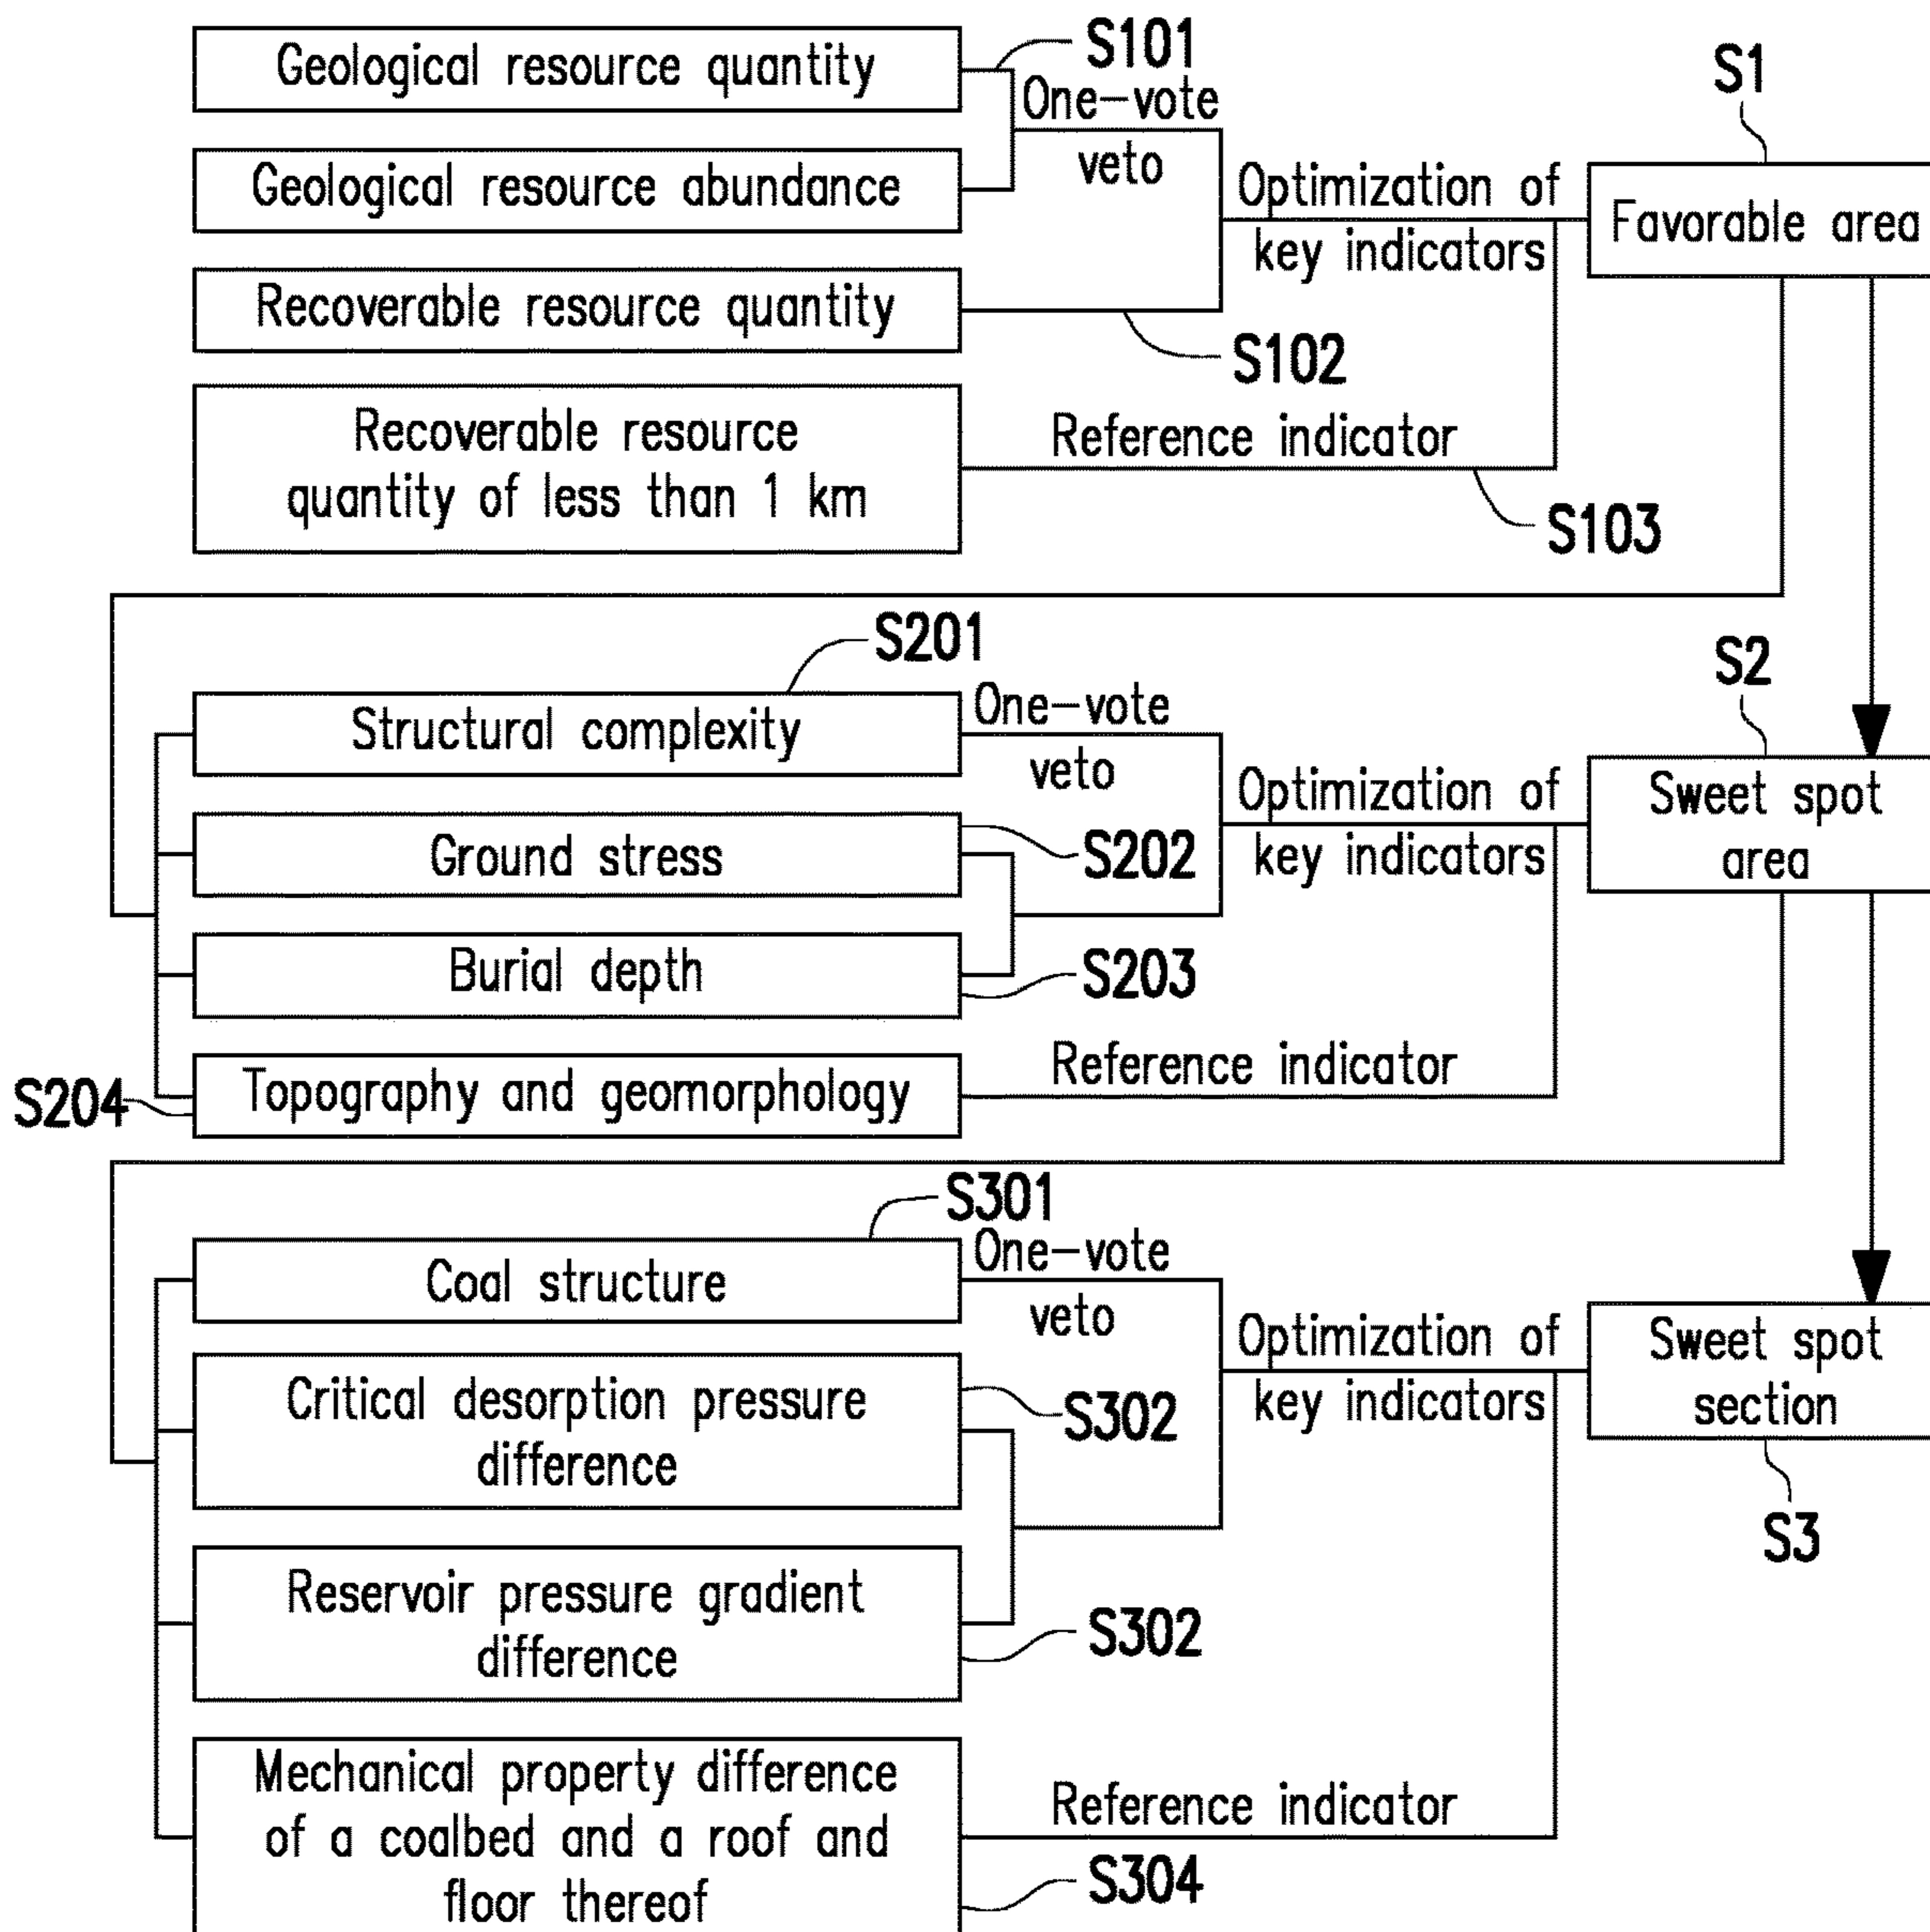 Geological resource quantity
S101
One-vote
veto
Geological resource abundance
Recoverable resource quantity
S102
Optimization of
key indicators
S1
Favorable area
Recoverable resource
quantity of less than 1 km
Reference indicator
S103
S201
Structural complexity
One-vote
veto
Ground stress
S202
Burial depth
S203
Optimization of
key indicators
S2
Sweet spot
area
S204
Topography and geomorphology
Reference indicator
S301
Coal structure
One-vote
veto
Critical desorption pressure
difference
S302
Optimization of
key indicators
Sweet spot
section
S3
Reservoir pressure gradient
difference
S302
Mechanical property difference
of a coalbed and a roof and
floor thereof
Reference indicator
S304